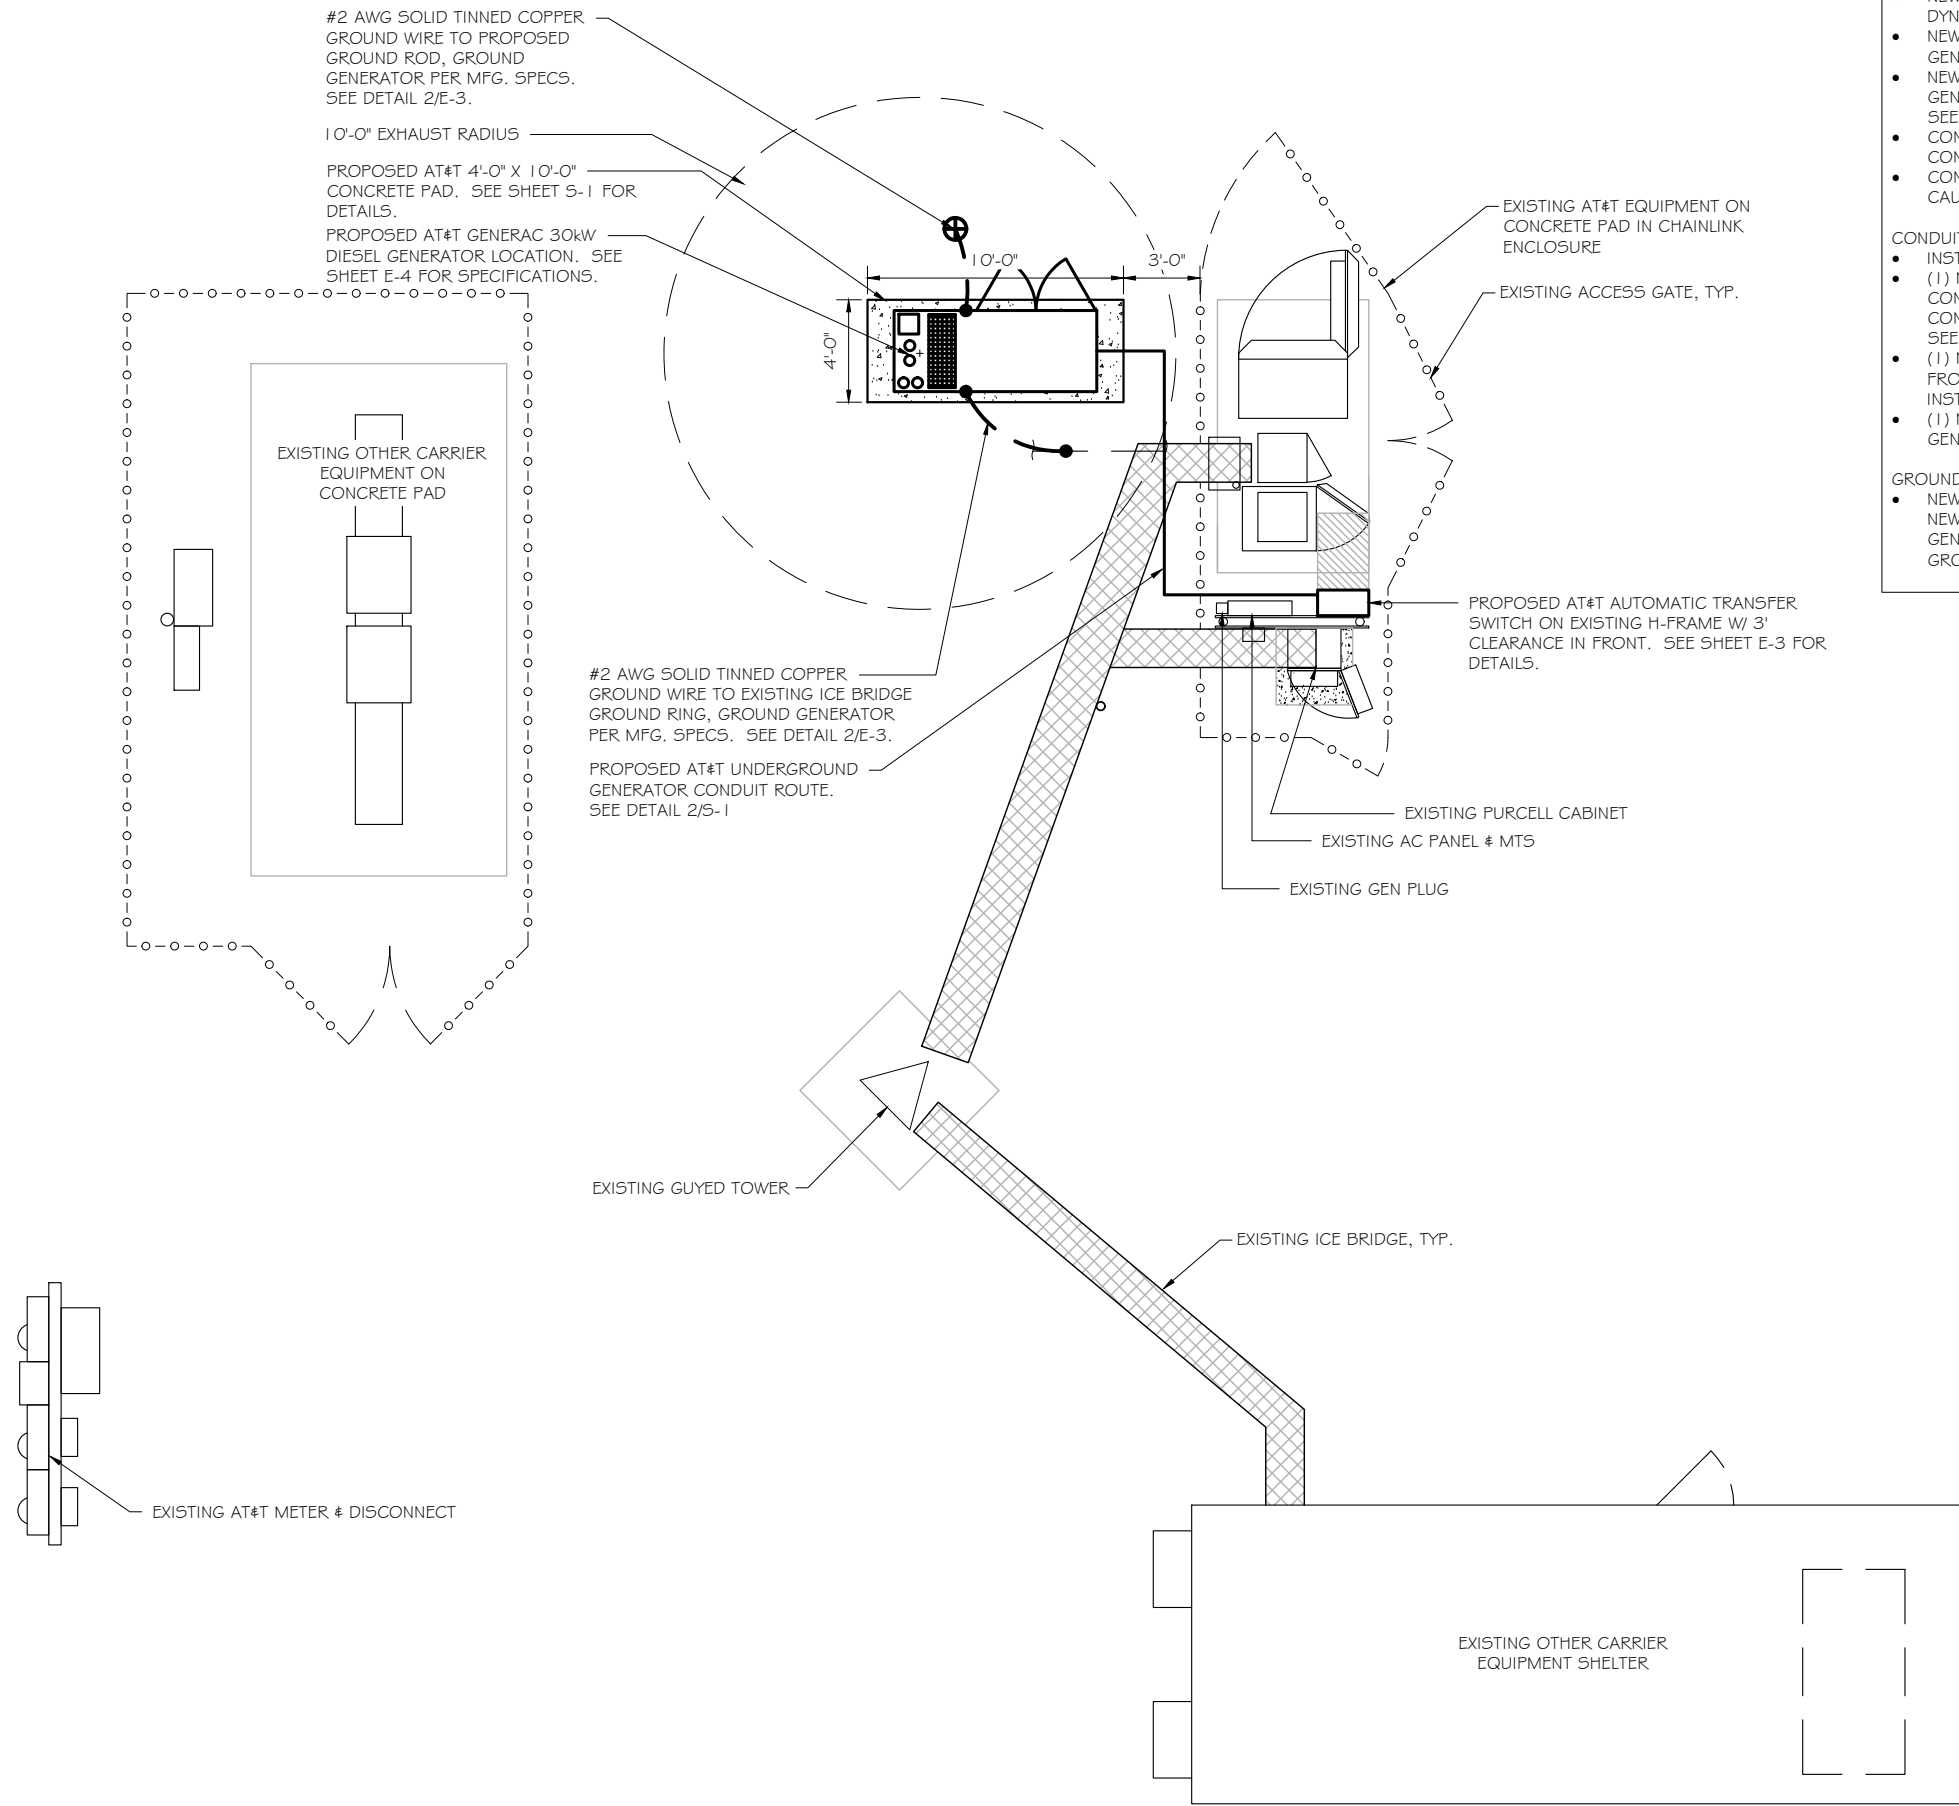 #2 AWG SOLID TINNED COPPER
GROUND WIRE TO PROPOSED
GROUND ROD, GROUND
GENERATOR PER MFG. SPECS.
SEE DETAIL 2/E-3.
10'-0" EXHAUST RADIUS
PROPOSED AT&T 4'-0" X 10'-0"
CONCRETE PAD. SEE SHEET S-1 FOR
DETAILS.
PROPOSED AT&T GENERAC 30kW
DIESEL GENERATOR LOCATION. SEE
SHEET E-4 FOR SPECIFICATIONS.
10'-0"
3'-0"
4'-0"
EXISTING AT&T EQUIPMENT ON
CONCRETE PAD IN CHAINLINK
ENCLOSURE
EXISTING ACCESS GATE, TYP.
EXISTING OTHER CARRIER
EQUIPMENT ON
CONCRETE PAD
PROPOSED AT&T AUTOMATIC TRANSFER
SWITCH ON EXISTING H-FRAME W/ 3'
CLEARANCE IN FRONT. SEE SHEET E-3 FOR
DETAILS.
#2 AWG SOLID TINNED COPPER
GROUND WIRE TO EXISTING ICE BRIDGE
GROUND RING, GROUND GENERATOR
PER MFG. SPECS. SEE DETAIL 2/E-3.
PROPOSED AT&T UNDERGROUND
GENERATOR CONDUIT ROUTE.
SEE DETAIL 2/S-1
EXISTING PURCELL CABINET
EXISTING AC PANEL & MTS
EXISTING GEN PLUG
EXISTING GUYED TOWER
EXISTING ICE BRIDGE, TYP.
EXISTING AT&T METER & DISCONNECT
EXISTING OTHER CARRIER
EQUIPMENT SHELTER
SEE
(1)
SEE
(1)
(1)